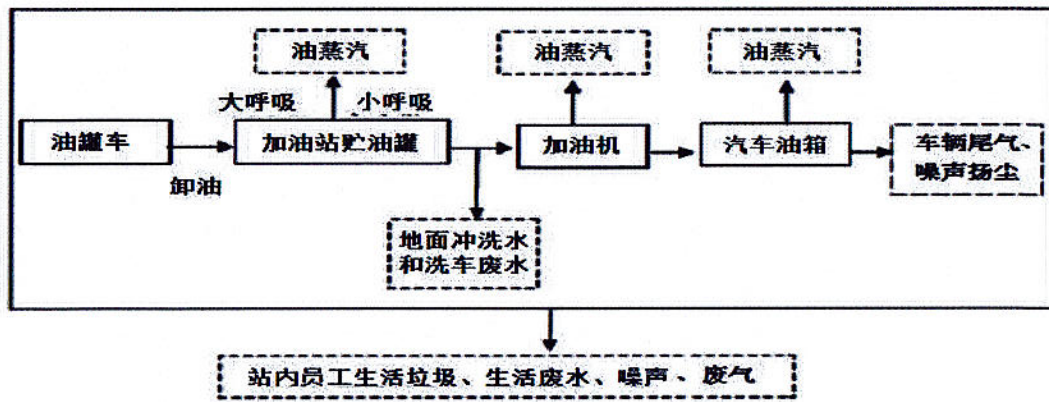 油蒸汽
油蒸汽
油蒸汽
大呼吸
小呼吸
油罐车
加油站贮油罐
加油机
汽车油箱
车辆尾气、
噪声扬尘
卸油
地面冲洗水
和洗车废水
站内员工生活垃圾、生活废水、噪声、废气